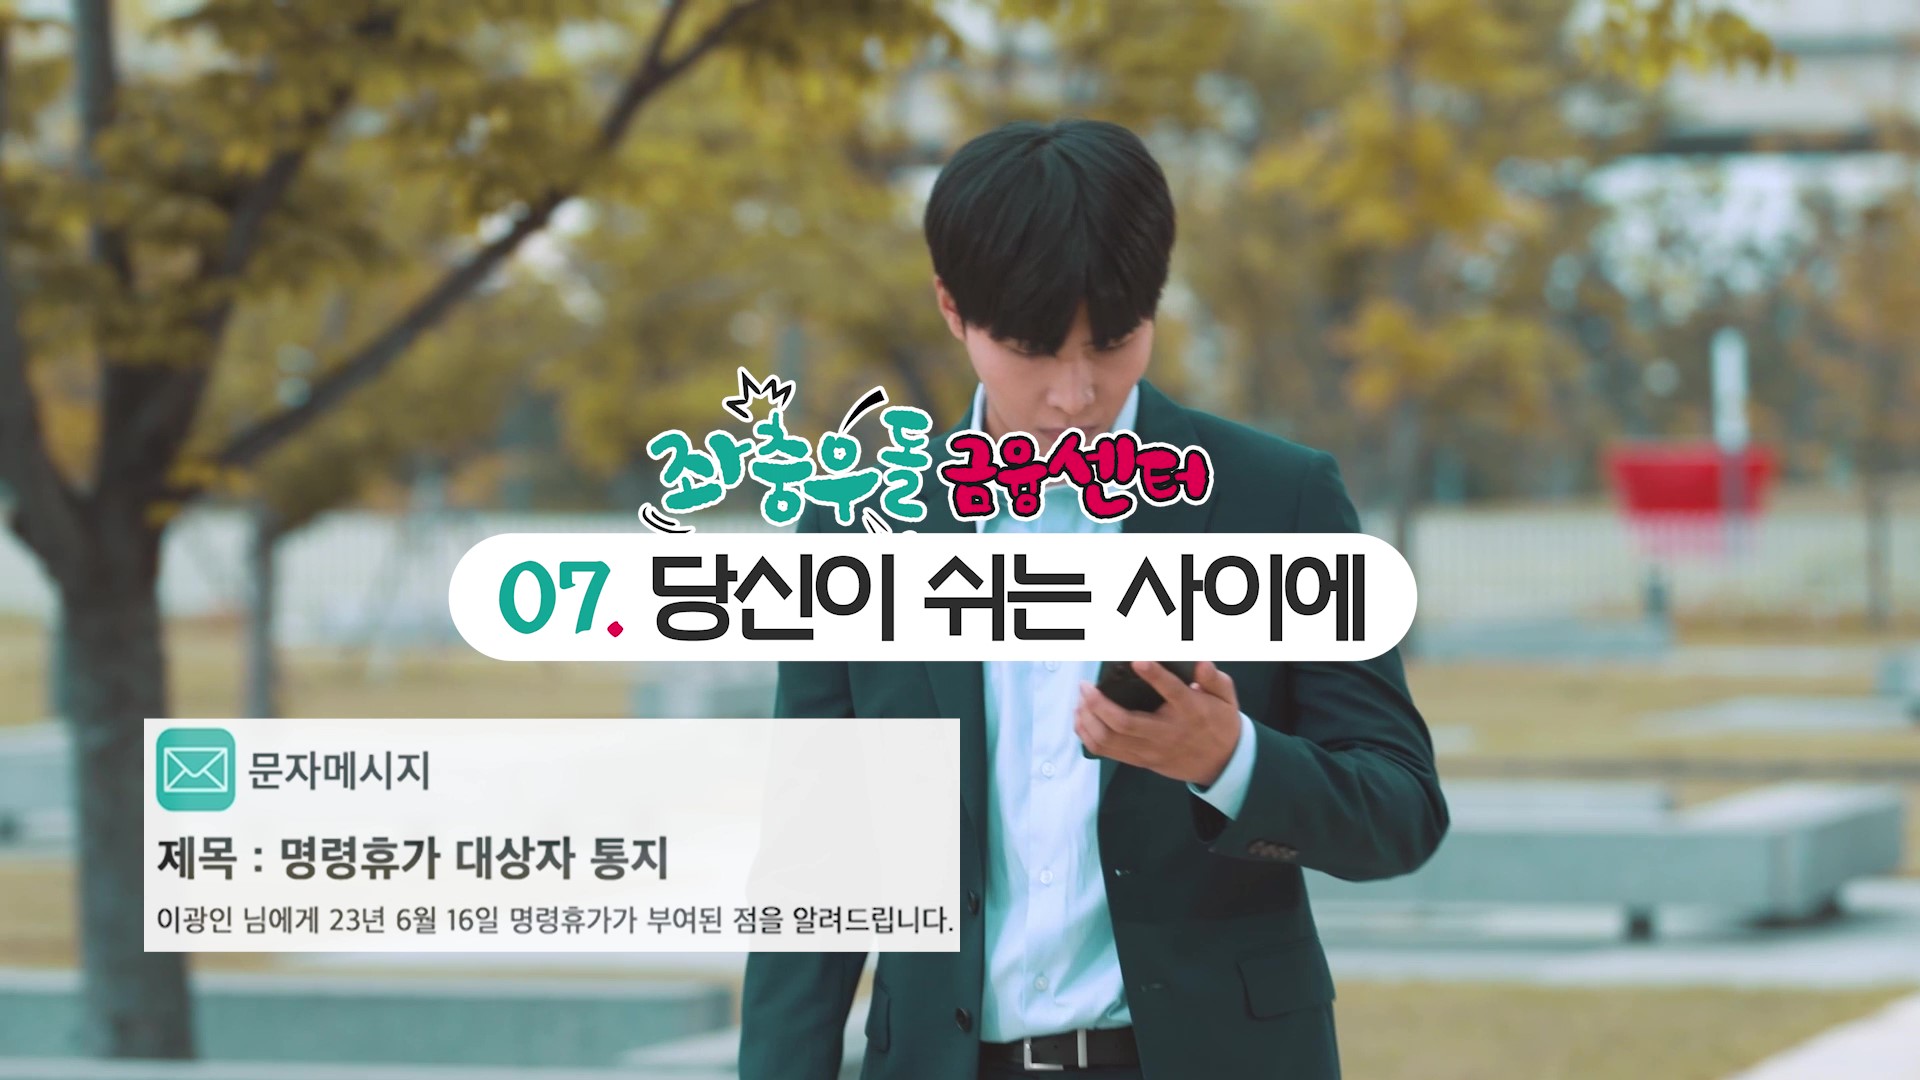 좌충우돌 금융센터
07. 당신이 쉬는 사이에
문자메시지
제목 : 명령휴가 대상자 통지
이광인 님에게 23년 6월 16일 명령휴가가 부여된 점을 알려드립니다.